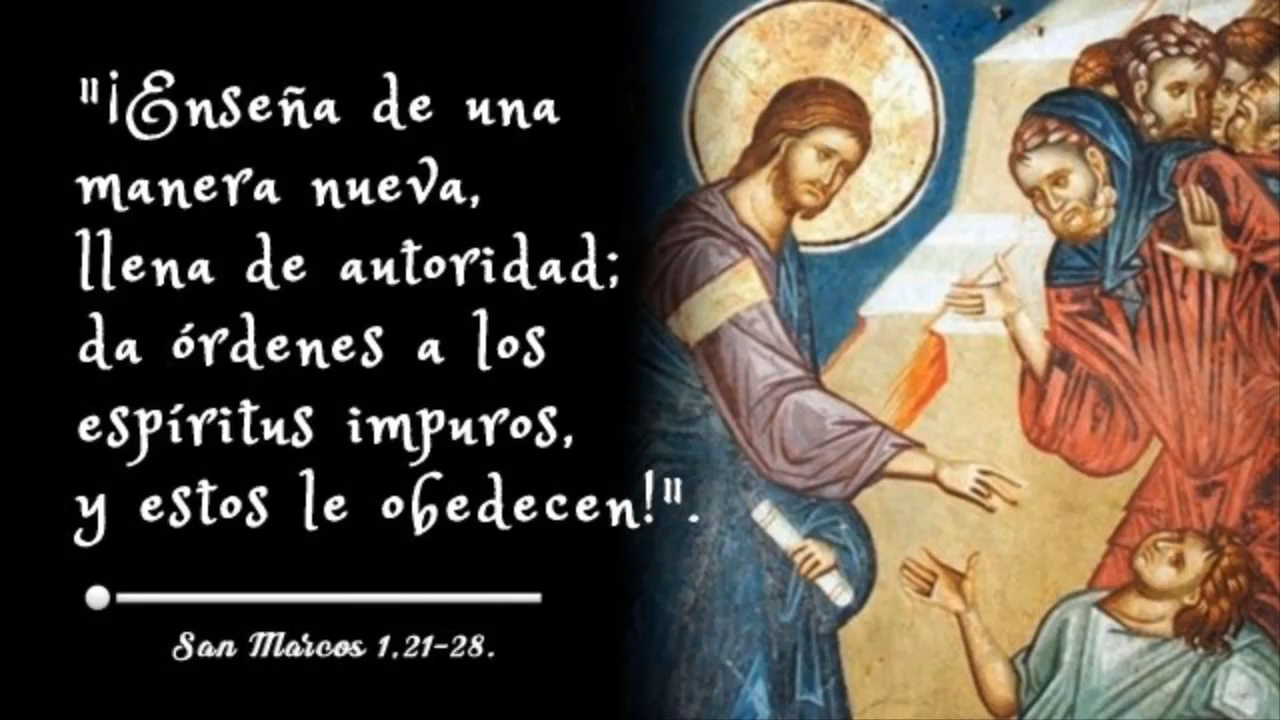 "¡Enseña de una
manera nueva,
llena de autoridad;
da órdenes a los
espíritus impuros,
y estos le obedecen!".
San Marcos 1,21-28.